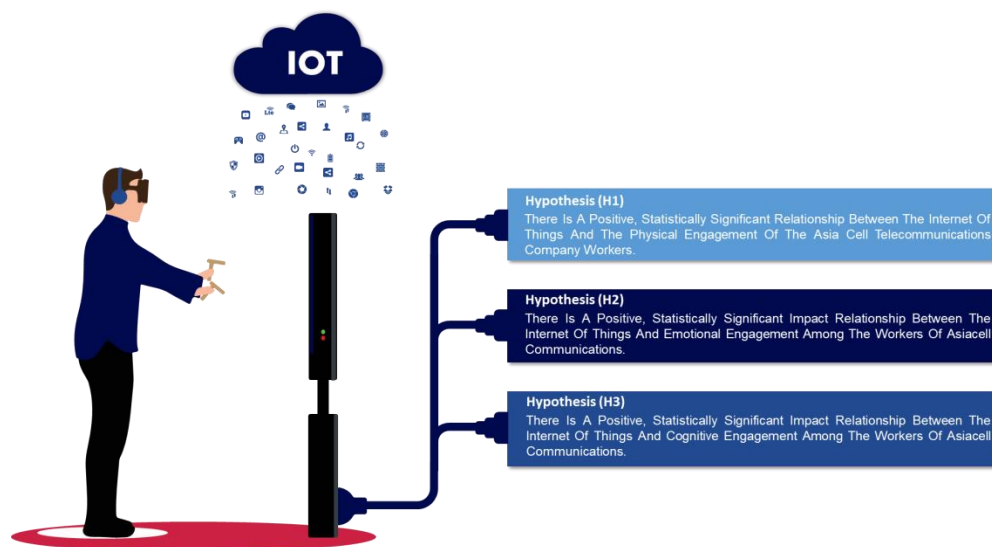 IOT
Lte
@
Hypothesis (H1)
There Is A Positive, Statistically Significant Relationship Between The Internet Of
Things And The Physical Engagement Of The Asia Cell Telecommunications
Company Workers.
Hypothesis (H2)
There Is A Positive, Statistically Significant Impact Relationship Between The
Internet Of Things And Emotional Engagement Among The Workers Of Asiacell
Communications.
Hypothesis (H3)
There Is A Positive, Statistically Significant Impact Relationship Between The
Internet Of Things And Cognitive Engagement Among The Workers Of Asiacell
Communications.